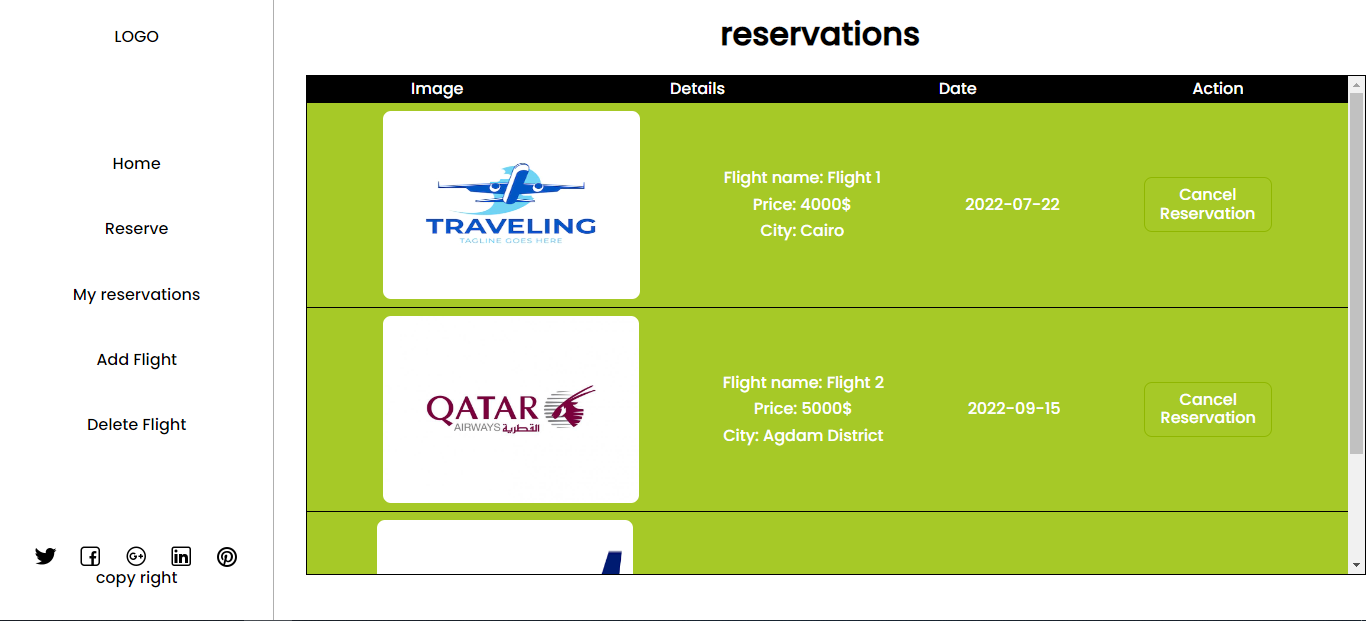 LOGO
Home
Reserve
My reservations
Add Flight
Delete Flight
copy right
reservations
Image Details Date Action
TRAVELING
TAGLINE GOES HERE
Flight name: Flight 1
Price: 4000$
City: Cairo
2022-07-22
Cancel
Reservation
QATAR
AIRWAYS القطرية
Flight name: Flight 2
Price: 5000$
City: Agdam District
2022-09-15
Cancel
Reservation